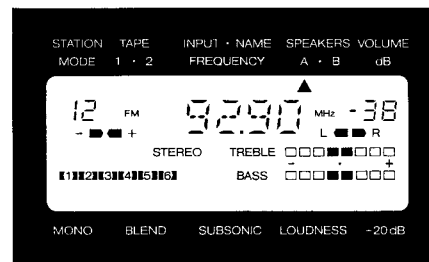 STATION TAPE INPUT · NAME SPEAKERS VOLUME
MODE 1 · 2 FREQUENCY A · B dB
12 FM 92.90 MHz -38
- + L R
STEREO TREBLE
- · +
[1][2][3][4][5][6] BASS
MONO BLEND SUBSONIC LOUDNESS -20dB